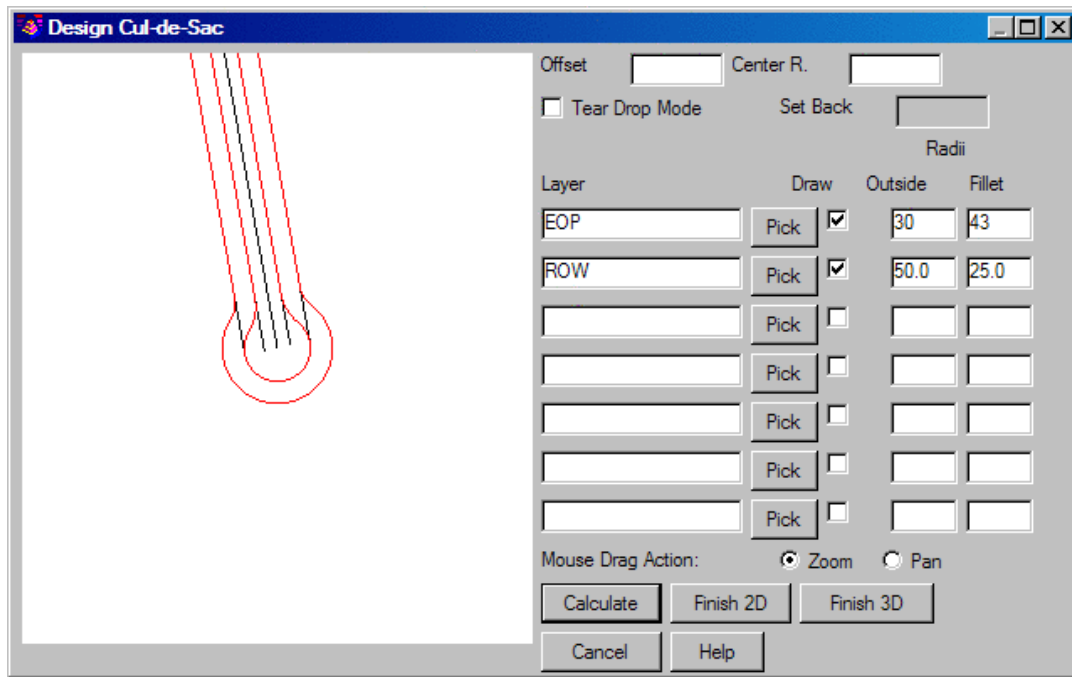 Design Cul-de-Sac
Offset Center R.
Tear Drop Mode Set Back
Radii
Layer Draw Outside Fillet
EOP Pick 30 43
ROW Pick 50.0 25.0
Pick
Pick
Pick
Pick
Pick
Mouse Drag Action: Zoom Pan
Calculate Finish 2D Finish 3D
Cancel Help